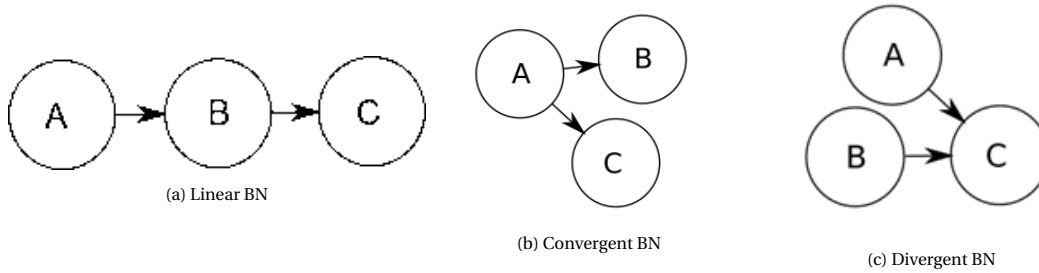 A
B
C
(a) Linear BN
A
B
C
(b) Convergent BN
A
B
C
(c) Divergent BN